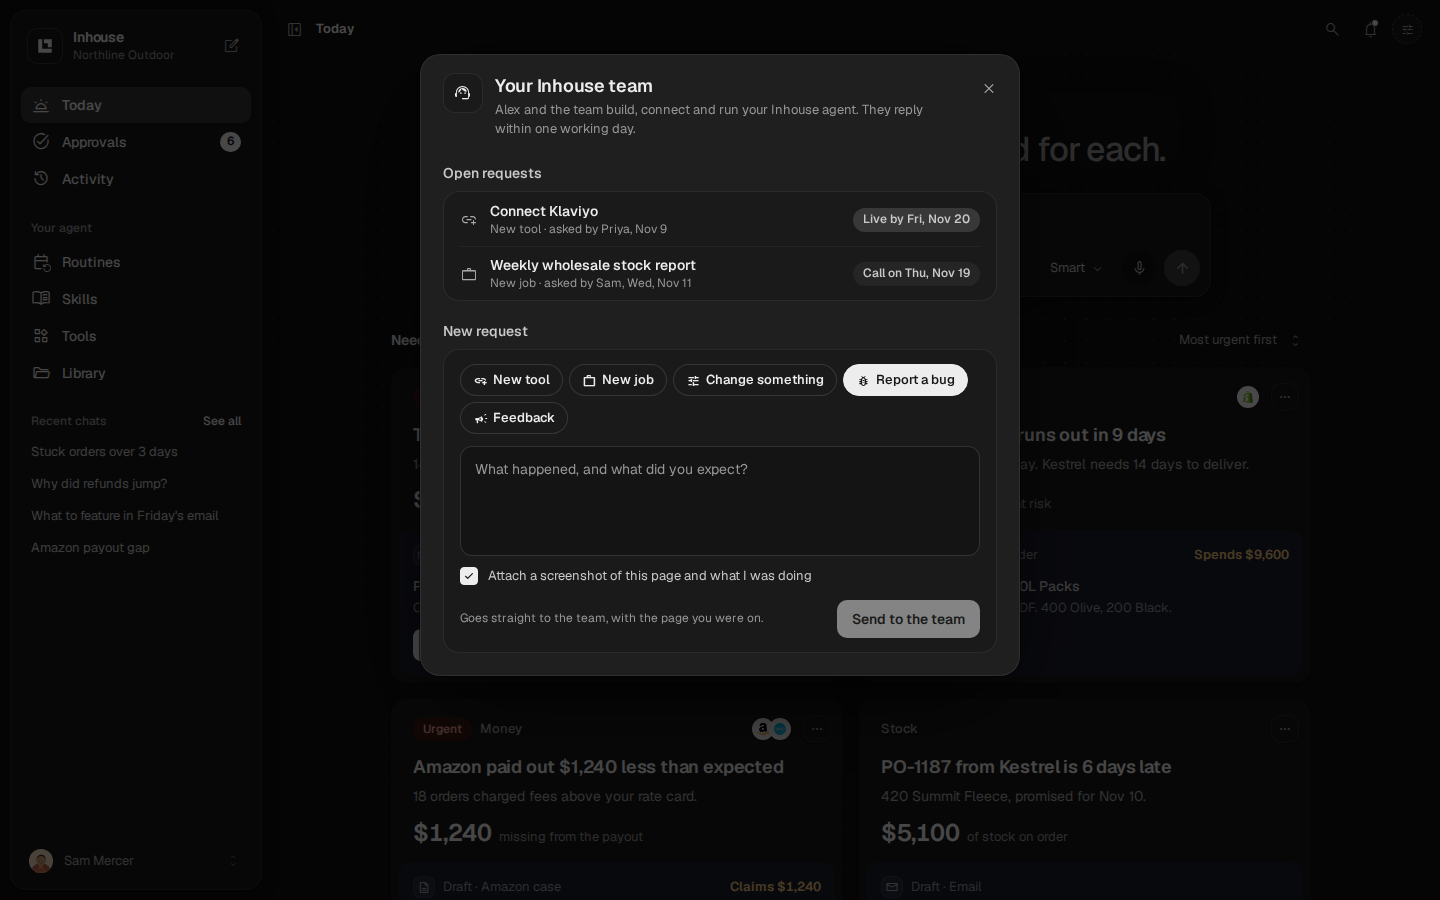 Inhouse
Northline Outdoor
Today
Approvals
6
Activity
Your agent
Routines
Skills
Tools
Library
Recent chats
See all
Stuck orders over 3 days
Why did refunds jump?
What to feature in Friday's email
Amazon payout gap
Sam Mercer
Today
d for each.
Smart
Most urgent first
Your Inhouse team
Alex and the team build, connect and run your Inhouse agent. They reply
within one working day.
Open requests
Connect Klaviyo
New tool · asked by Priya, Nov 9
Live by Fri, Nov 20
Weekly wholesale stock report
New job · asked by Sam, Wed, Nov 11
Call on Thu, Nov 19
New request
New tool
New job
Change something
Report a bug
Feedback
What happened, and what did you expect?
Attach a screenshot of this page and what I was doing
Goes straight to the team, with the page you were on.
Send to the team
runs out in 9 days
ay. Kestrel needs 14 days to deliver.
t risk
der
Spends $9,600
0L Packs
OF. 400 Olive, 200 Black.
Urgent
Money
Amazon paid out $1,240 less than expected
18 orders charged fees above your rate card.
$1,240 missing from the payout
Draft · Amazon case
Claims $1,240
Stock
PO-1187 from Kestrel is 6 days late
420 Summit Fleece, promised for Nov 10.
$5,100 of stock on order
Draft · Email